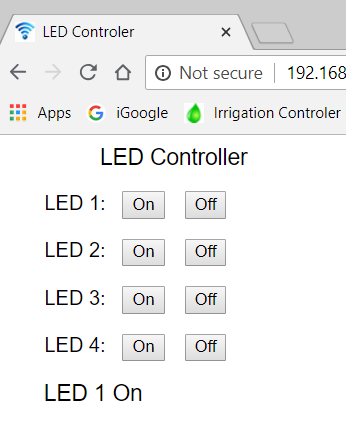 LED Controler
Not secure 192.168
Apps iGoogle Irrigation Controler
LED Controller
LED 1: On Off
LED 2: On Off
LED 3: On Off
LED 4: On Off
LED 1 On